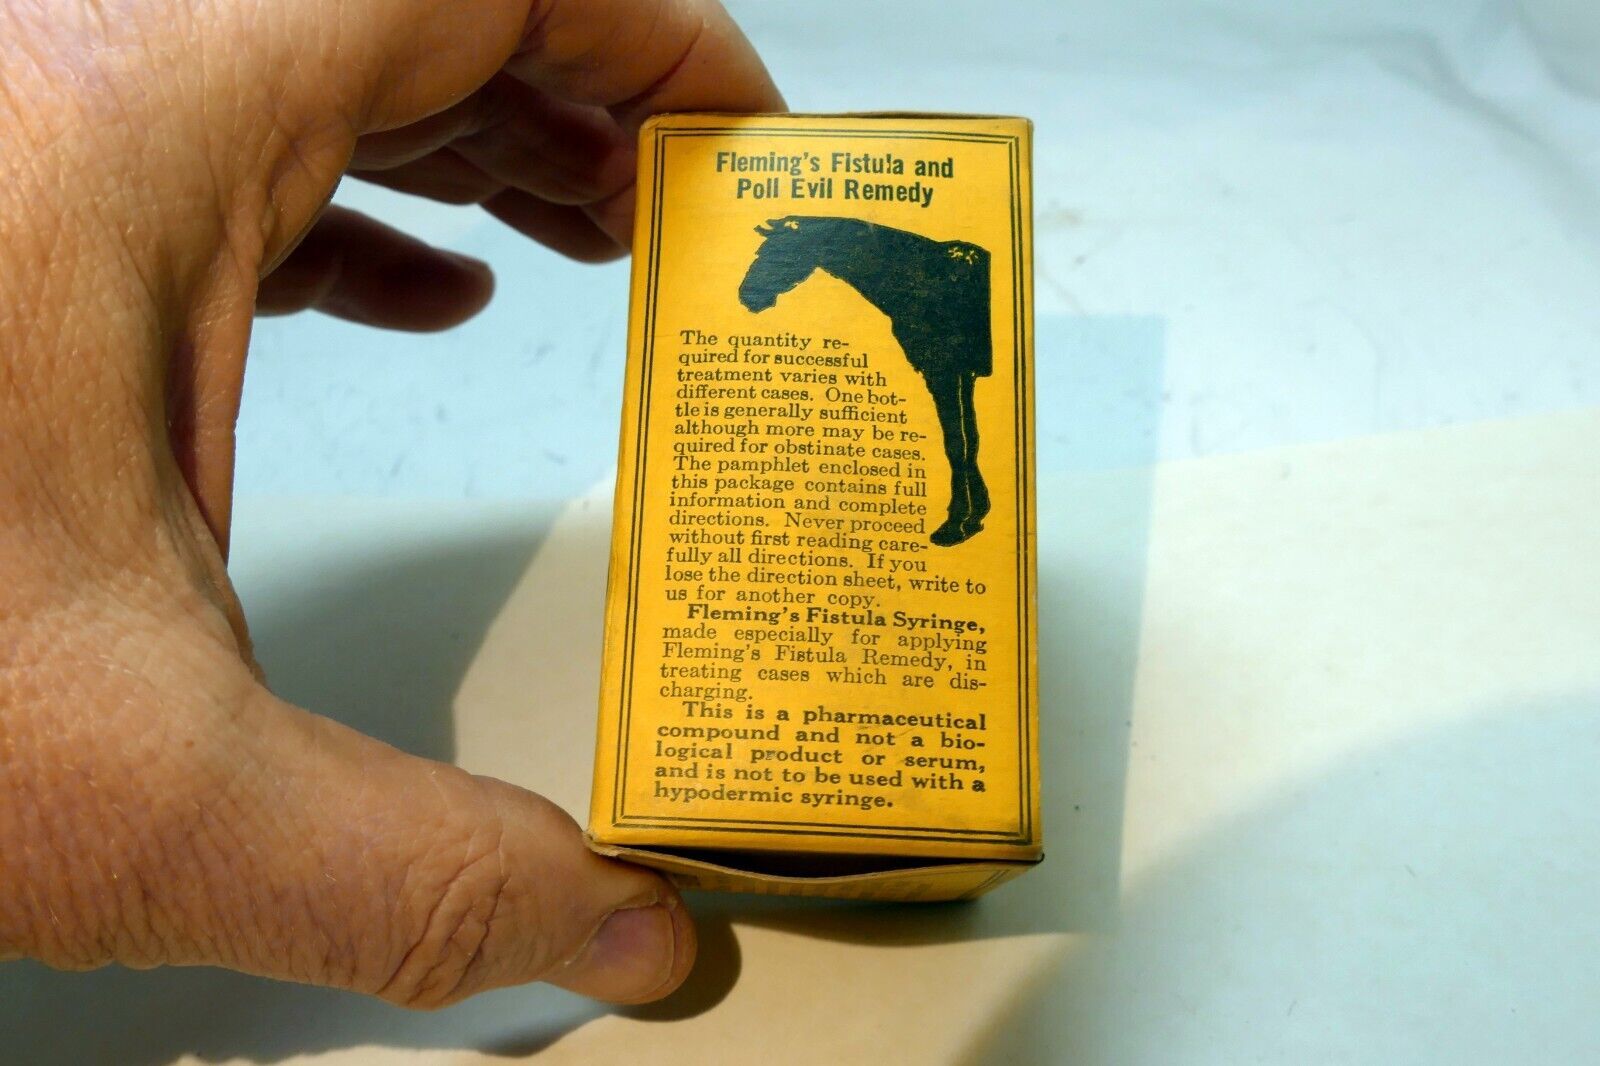 Fleming's Fistula and
Poll Evil Remedy
The quantity re-
quired for successful
treatment varies with
different cases. One bot-
tle is generally sufficient
although more may be re-
quired for obstinate cases.
The pamphlet enclosed in
this package contains full
information and complete
directions. Never proceed
without first reading care-
fully all directions. If you
lose the direction sheet, write to
us for another copy.
Fleming's Fistula Syringe,
made especially for applying
Fleming's Fistula Remedy, in
treating cases which are dis-
charging.
This is a pharmaceutical
compound and not a bio-
logical product or serum,
and is not to be used with a
hypodermic syringe.